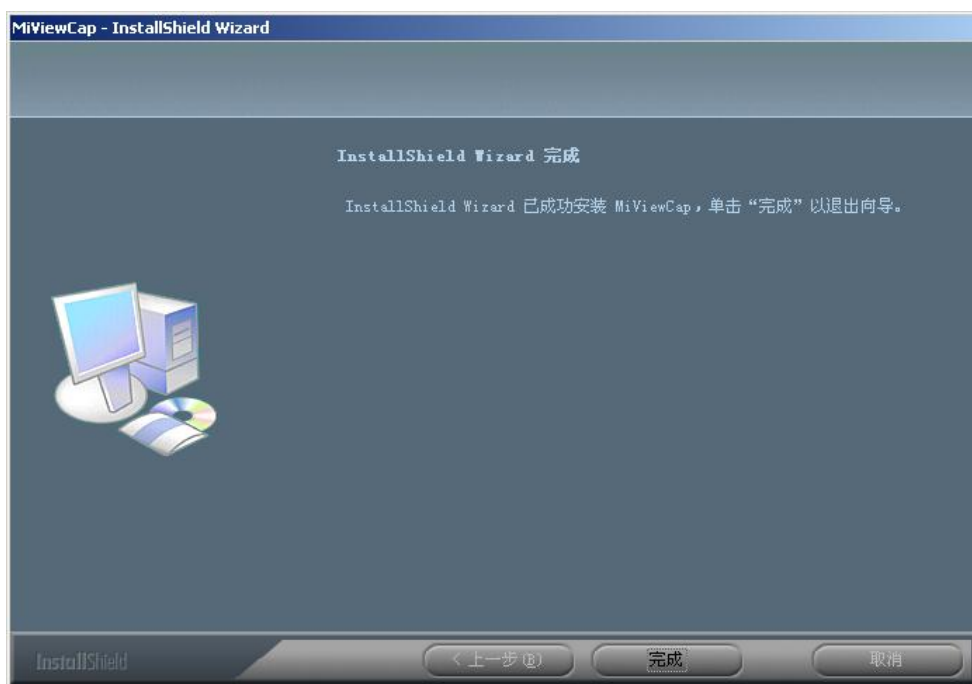 MiViewCap - InstallShield Wizard
InstallShield Wizard 完成
InstallShield Wizard 已成功安装 MiViewCap，单击“完成”以退出向导。
InstallShield
< 上一步(B)
完成
取消